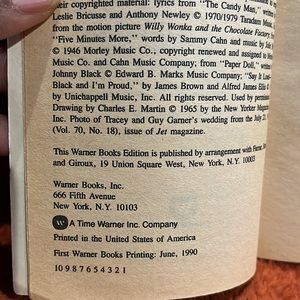 their copyrighted material: lyrics from "The Candy Man,"
Leslie Bricusse and Anthony Newley © 1970/1979 Taradam
from the motion picture Willy Wonka and the Chocolate
"Five Minutes More," words by Sammy Cahn and music by
© 1946 Morley Music Co., copyright renewed and assigned to
Music Co. and Cahn Music Company; from "Paper Doll,"
Johnny Black © Edward B. Marks Music Company; "Say It
Black and I'm Proud," by James Brown and Alfred James Ellis ©
by Unichappell Music, Inc. All rights reserved. Used by
Drawing by Charles E. Martin © 1965 by the New Yorker Magazine
Inc. Photo of Tracey and Guy Garner's wedding from the July 21
(Vol. 70, No. 18), issue of Jet magazine.
This Warner Books Edition is published by arrangement with
and Giroux, 19 Union Square West, New York, N.Y. 10003
Warner Books, Inc.
666 Fifth Avenue
New York, N.Y. 10103
A Time Warner Inc. Company
Printed in the United States of America
First Warner Books Printing: June, 1990
10 9 8 7 6 5 4 3 2 1